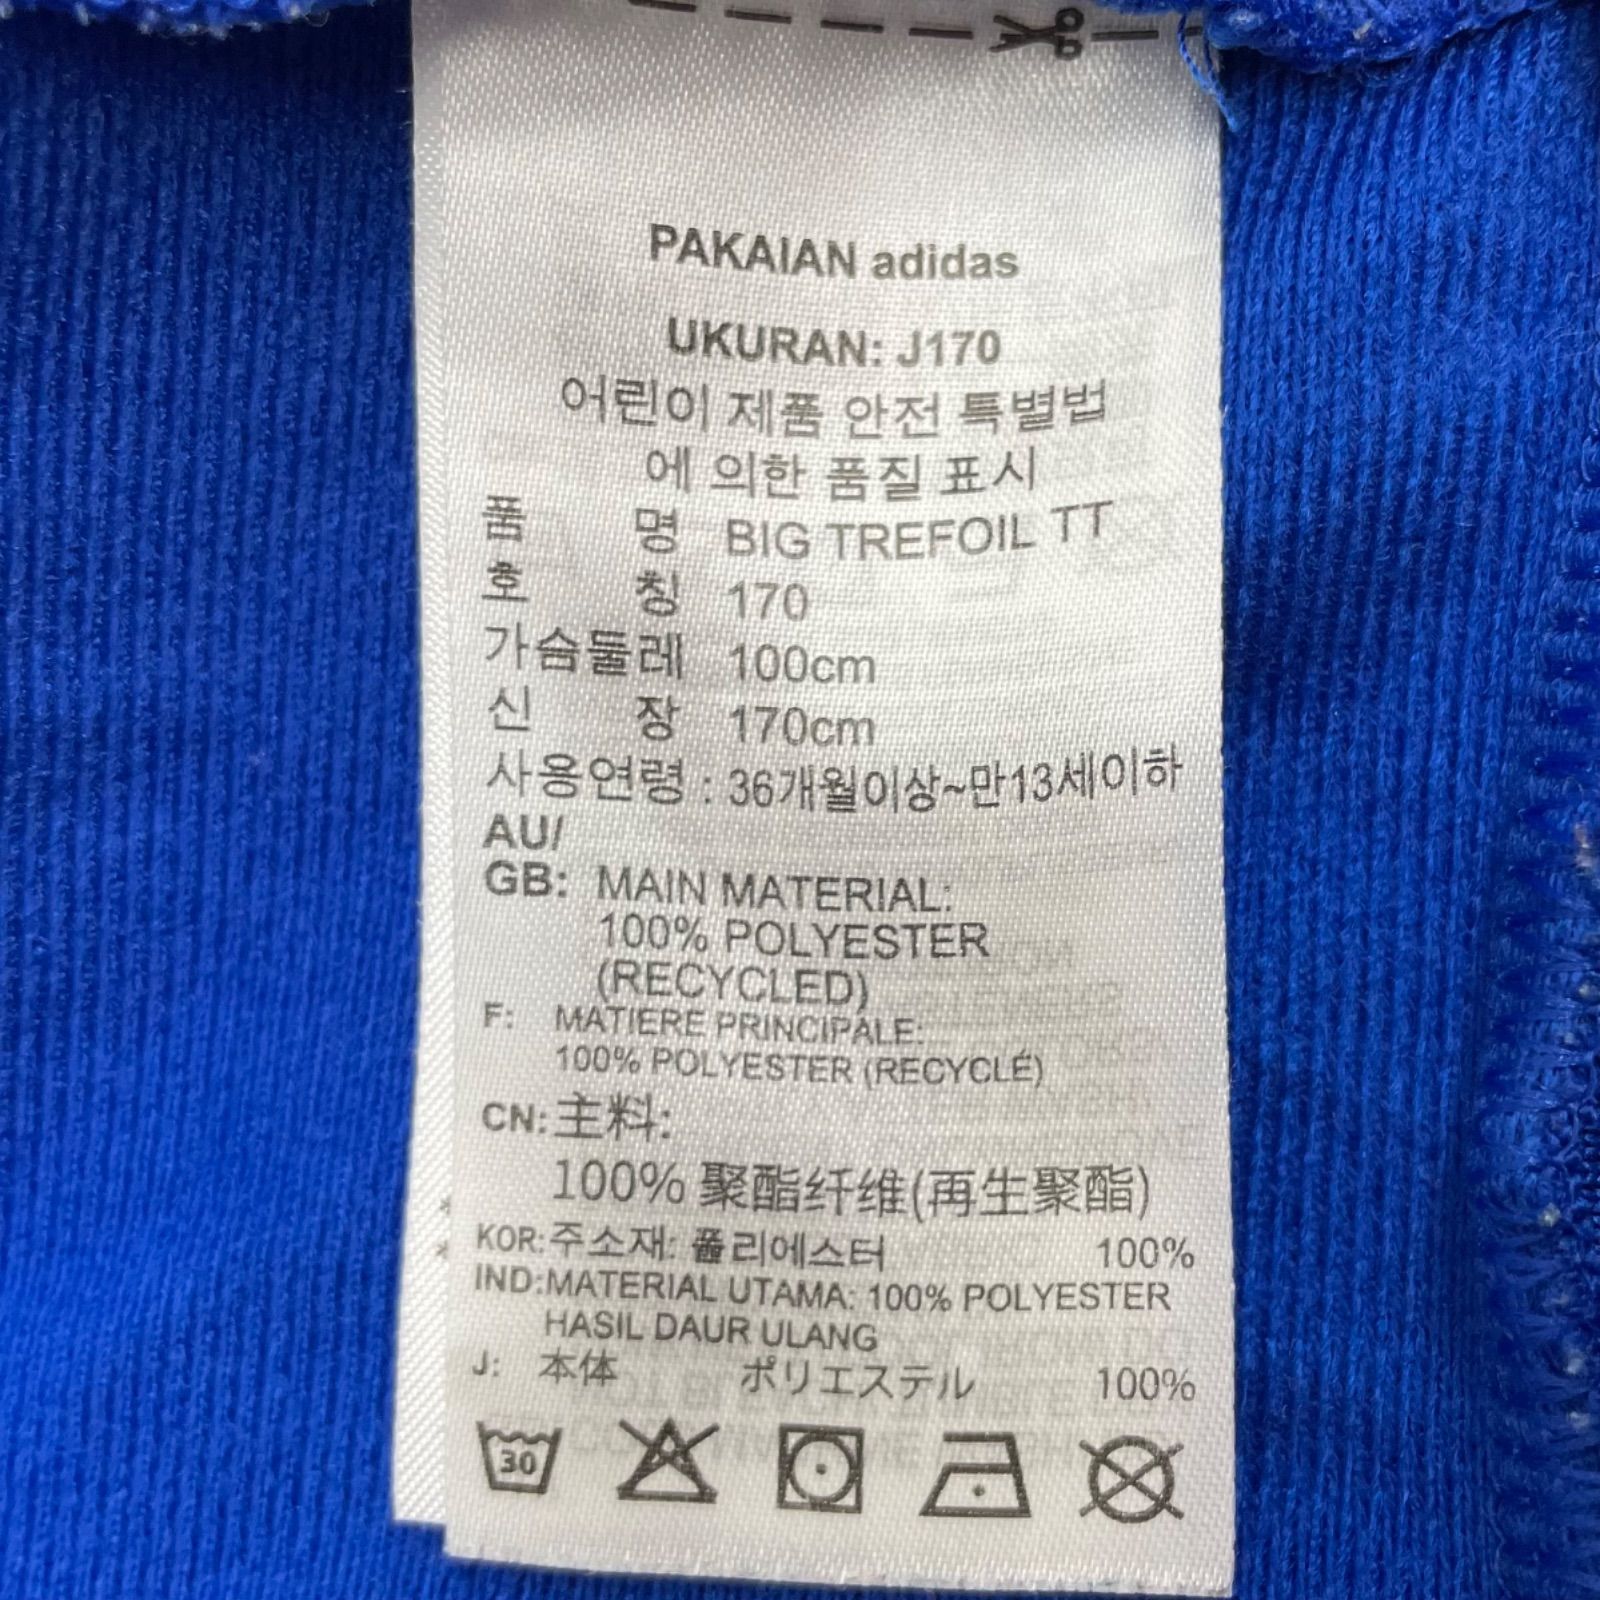 PAKAIAN adidas
UKURAN: J170
어린이 제품 안전 특별법
에 의한 품질 표시
품 명 BIG TREFOIL TT
호 칭 170
가슴둘레 100cm
신 장 170cm
사용연령 : 36개월이상~만13세이하
AU/
GB: MAIN MATERIAL:
100% POLYESTER
(RECYCLED)
F: MATIERE PRINCIPALE:
100% POLYESTER (RECYCLÉ)
CN: 主料:
100% 聚酯纤维(再生聚酯)
KOR: 주소재: 폴리에스터 100%
IND: MATERIAL UTAMA: 100% POLYESTER
HASIL DAUR ULANG
J: 本体 ポリエステル 100%
30